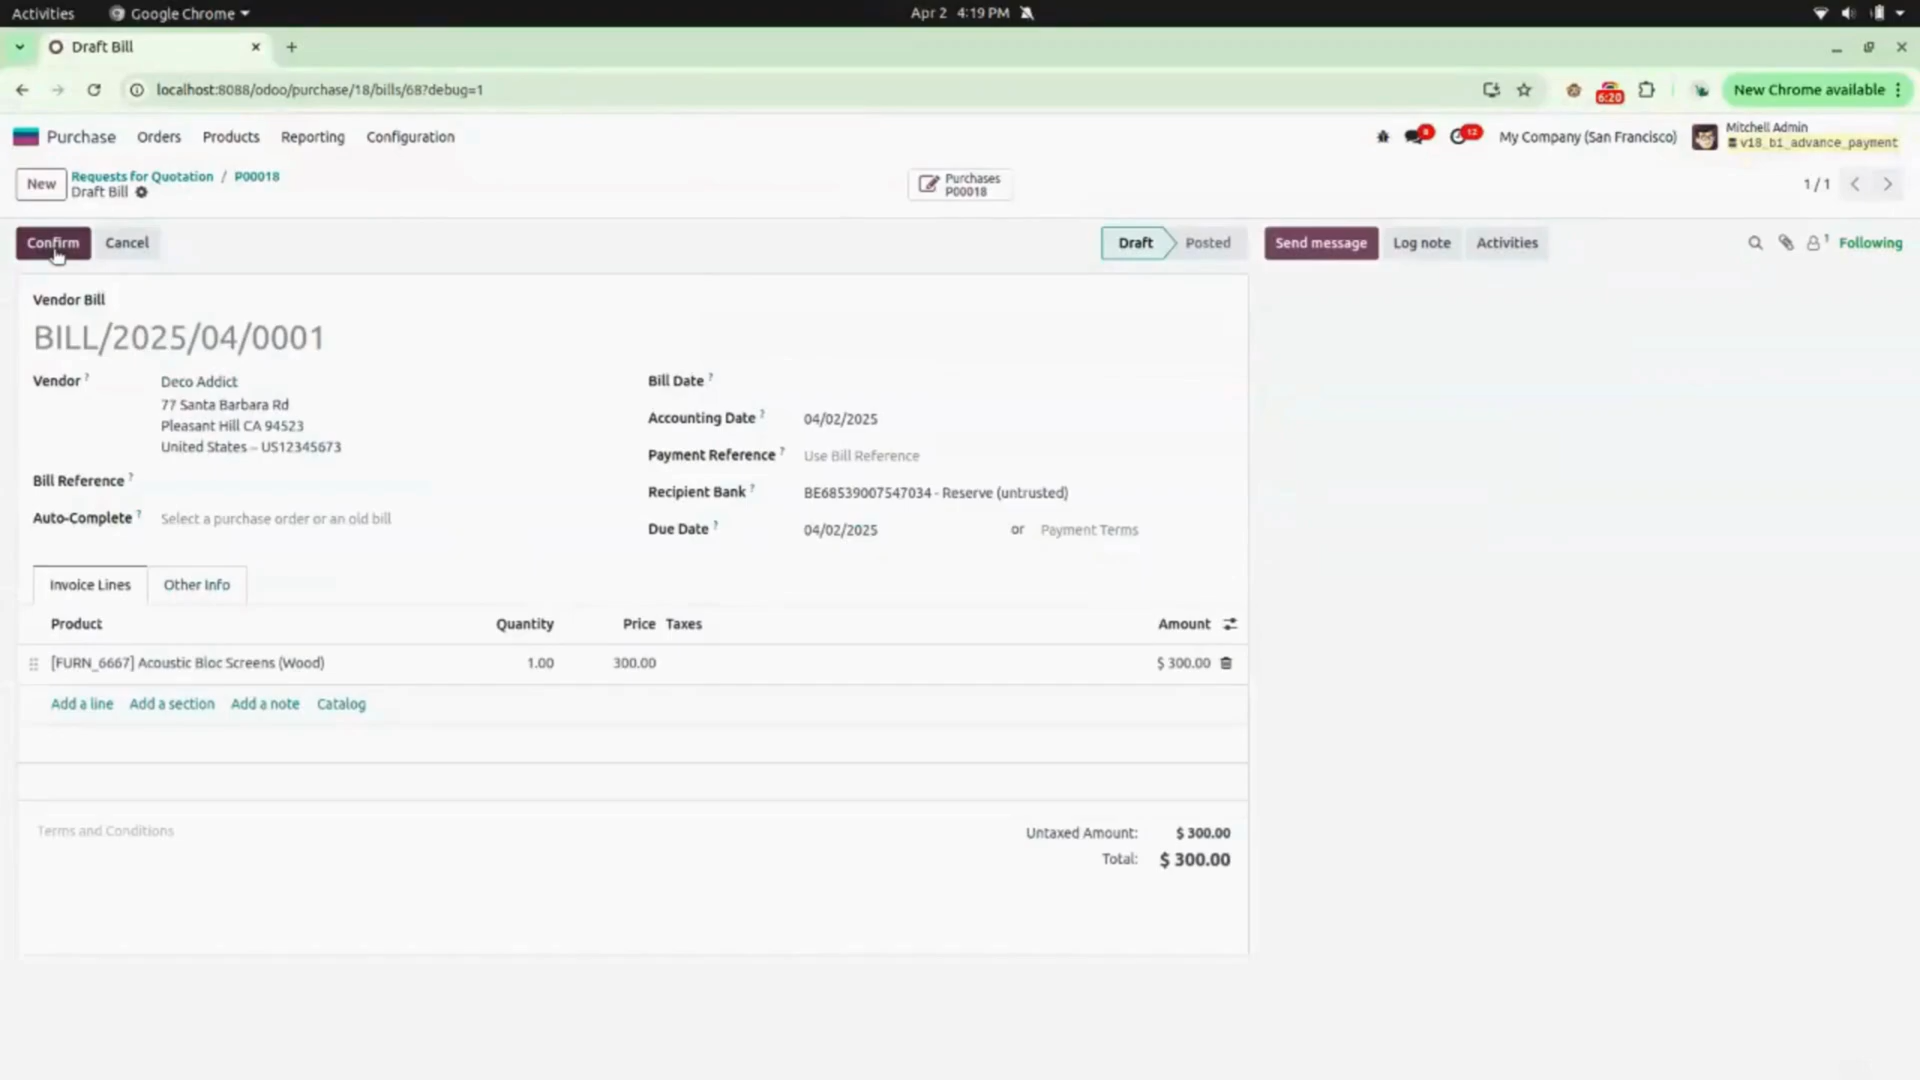 Activities Google Chrome Apr 2 4:19 PM
Draft Bill
localhost:8088/odoo/purchase/18/bills/68?debug=1 6:20 New Chrome available
Purchase Orders Products Reporting Configuration 12 My Company (San Francisco) Mitchell Admin
v18_bi_advance_payment
New Requests for Quotation / P00018 Purchases
Draft Bill P00018 1 / 1
Confirm Cancel Draft Posted Send message Log note Activities 1 Following
Vendor Bill
BILL/2025/04/0001
Vendor ? Deco Addict Bill Date ?
77 Santa Barbara Rd
Pleasant Hill CA 94523 Accounting Date ? 04/02/2025
United States – US12345673 Payment Reference ? Use Bill Reference
Bill Reference ? Recipient Bank ? BE68539007547034 - Reserve (untrusted)
Auto-Complete ? Select a purchase order or an old bill Due Date ? 04/02/2025 or Payment Terms
Invoice Lines Other Info
Product Quantity Price Taxes Amount
[FURN_6667] Acoustic Bloc Screens (Wood) 1.00 300.00 $ 300.00
Add a line Add a section Add a note Catalog
Terms and Conditions Untaxed Amount: $ 300.00
Total: $ 300.00